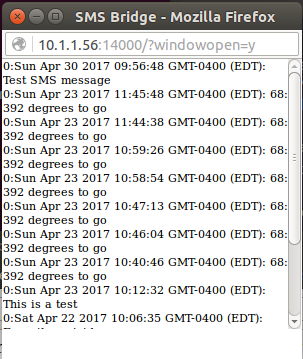 SMS Bridge - Mozilla Firefox
10.1.1.56:14000/?windowopen=y
0:Sun Apr 30 2017 09:56:48 GMT-0400 (EDT):
Test SMS message
0:Sun Apr 23 2017 11:45:48 GMT-0400 (EDT): 68:
392 degrees to go
0:Sun Apr 23 2017 11:44:38 GMT-0400 (EDT): 68:
392 degrees to go
0:Sun Apr 23 2017 10:59:26 GMT-0400 (EDT): 68:
392 degrees to go
0:Sun Apr 23 2017 10:58:54 GMT-0400 (EDT): 68:
392 degrees to go
0:Sun Apr 23 2017 10:47:13 GMT-0400 (EDT): 68:
392 degrees to go
0:Sun Apr 23 2017 10:46:04 GMT-0400 (EDT): 68:
392 degrees to go
0:Sun Apr 23 2017 10:40:46 GMT-0400 (EDT): 68:
392 degrees to go
0:Sun Apr 23 2017 10:12:32 GMT-0400 (EDT):
This is a test
0:Sat Apr 22 2017 10:06:35 GMT-0400 (EDT):